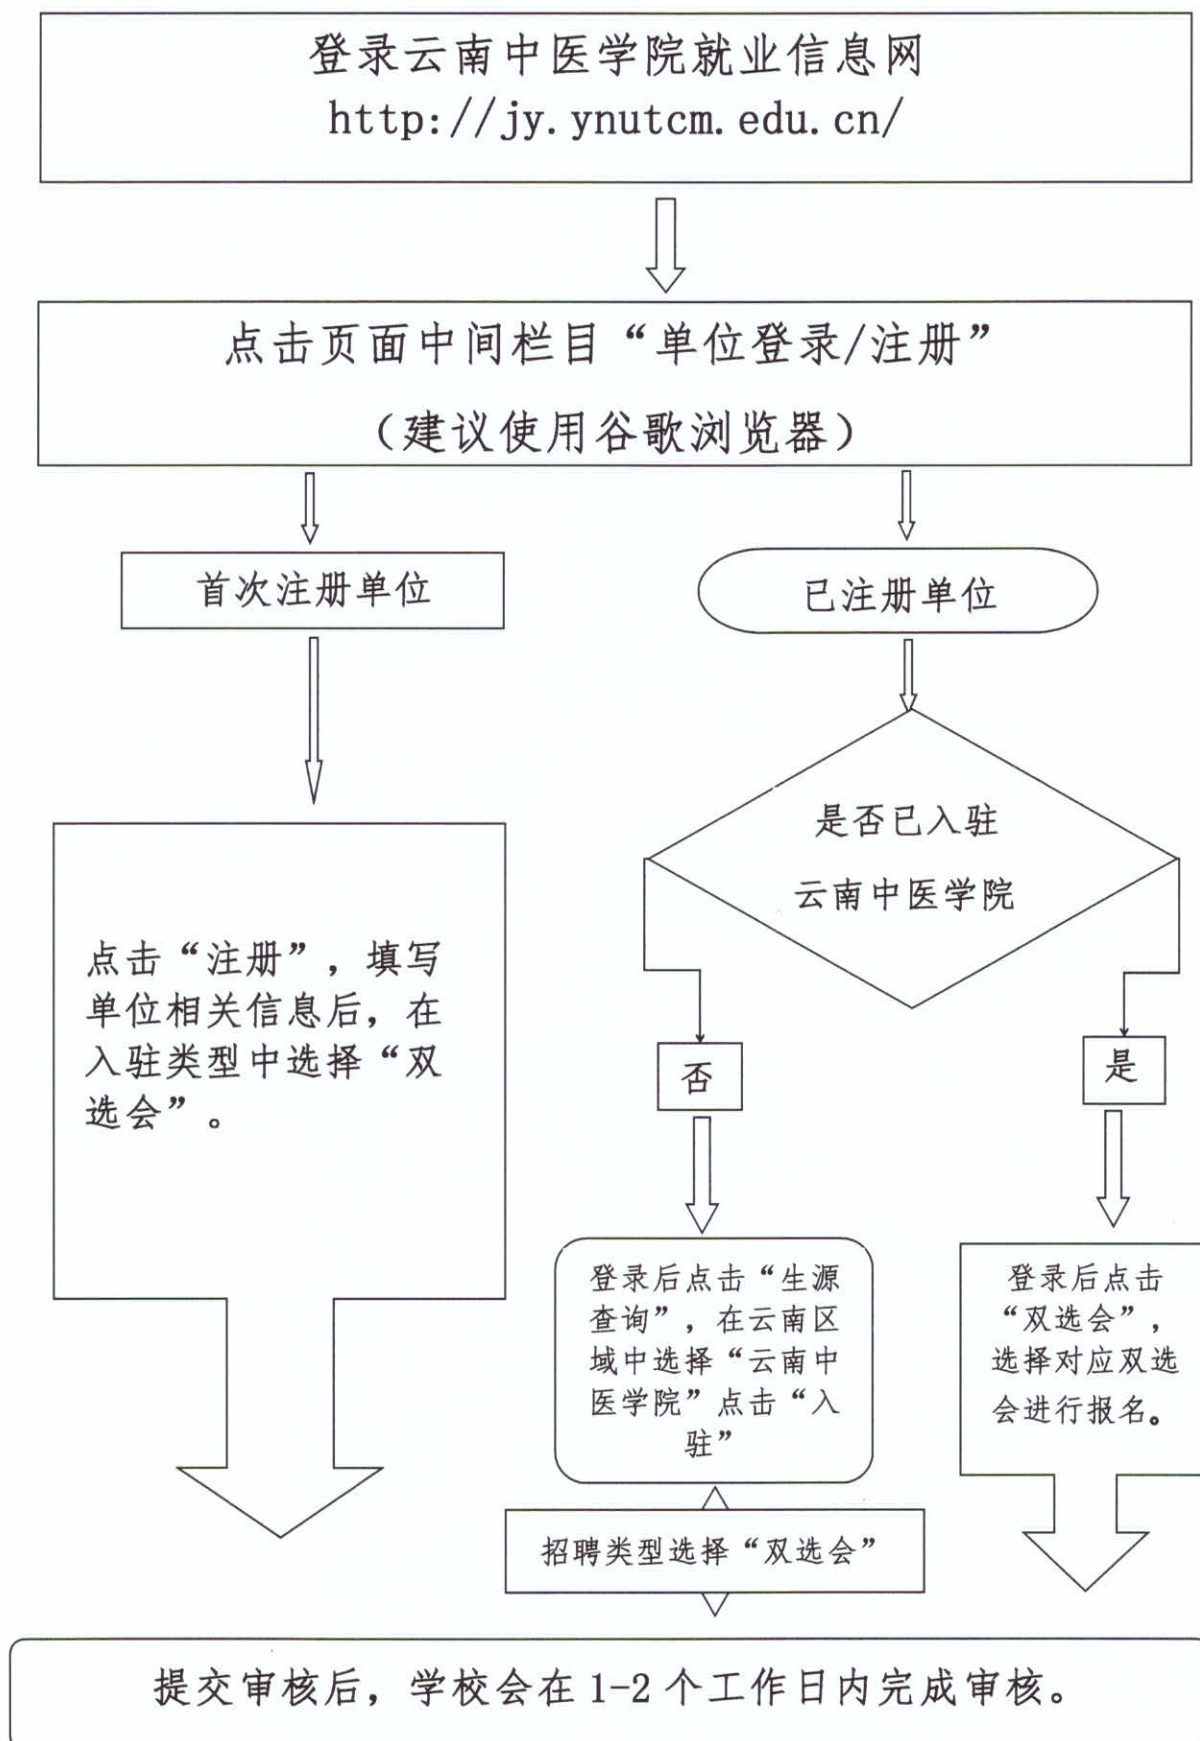 登录云南中医学院就业信息网
http://jy.ynutcm.edu.cn/
点击页面中间栏目“单位登录/注册”
（建议使用谷歌浏览器）
首次注册单位
已注册单位
是否已入驻
云南中医学院
点击“注册”，填写
单位相关信息后，在
入驻类型中选择“双
选会”。
否
是
登录后点击“生源
查询”，在云南区
域中选择“云南中
医学院”点击“入
驻”
登录后点击
“双选会”，
选择对应双选
会进行报名。
招聘类型选择“双选会”
提交审核后，学校会在1-2个工作日内完成审核。